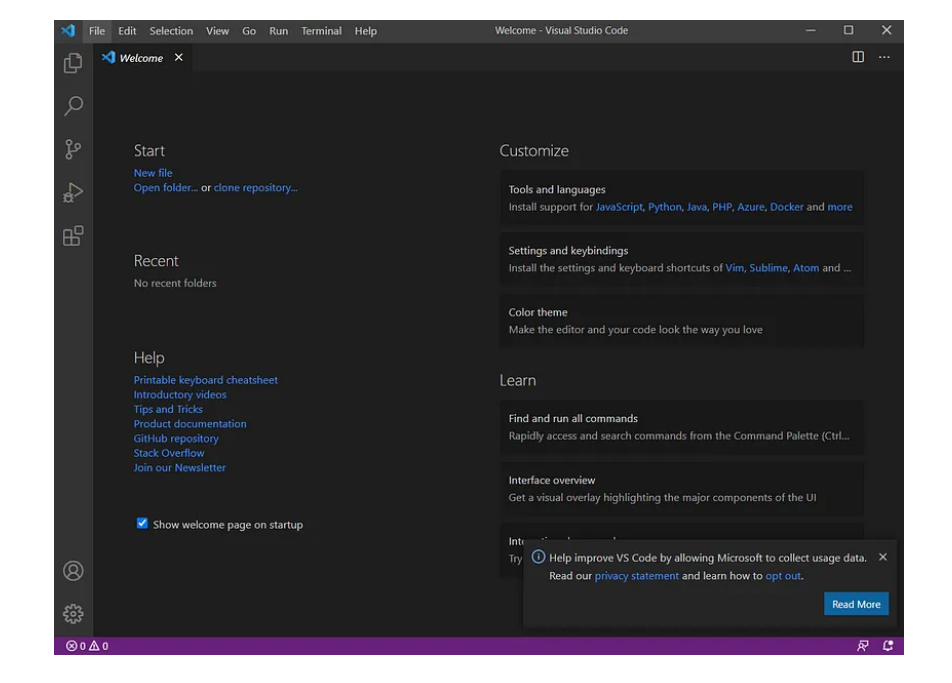 File Edit Selection View Go Run Terminal Help
Welcome - Visual Studio Code
Welcome
Start
New file
Open folder... or clone repository...
Recent
No recent folders
Help
Printable keyboard cheatsheet
Introductory videos
Tips and Tricks
Product documentation
GitHub repository
Stack Overflow
Join our Newsletter
Show welcome page on startup
Customize
Tools and languages
Install support for JavaScript, Python, Java, PHP, Azure, Docker and more
Settings and keybindings
Install the settings and keyboard shortcuts of Vim, Sublime, Atom and ...
Color theme
Make the editor and your code look the way you love
Learn
Find and run all commands
Rapidly access and search commands from the Command Palette (Ctrl...
Interface overview
Get a visual overlay highlighting the major components of the UI
Try
Help improve VS Code by allowing Microsoft to collect usage data.
Read our privacy statement and learn how to opt out.
Read More
0 0